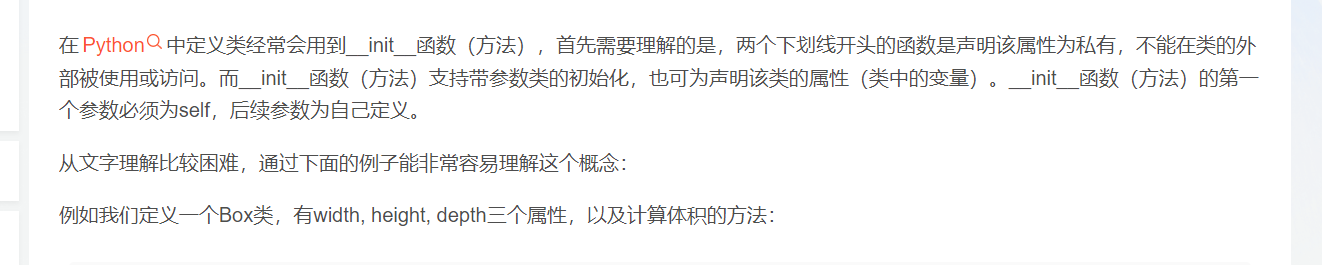 在Python中定义类经常会用到__init__函数（方法），首先需要理解的是，两个下划线开头的函数是声明该属性为私有，不能在类的外
部被使用或访问。而__init__函数（方法）支持带参数类的初始化，也可为声明该类的属性（类中的变量）。__init__函数（方法）的第一
个参数必须为self，后续参数为自己定义。
从文字理解比较困难，通过下面的例子能非常容易理解这个概念：
例如我们定义一个Box类，有width, height, depth三个属性，以及计算体积的方法：